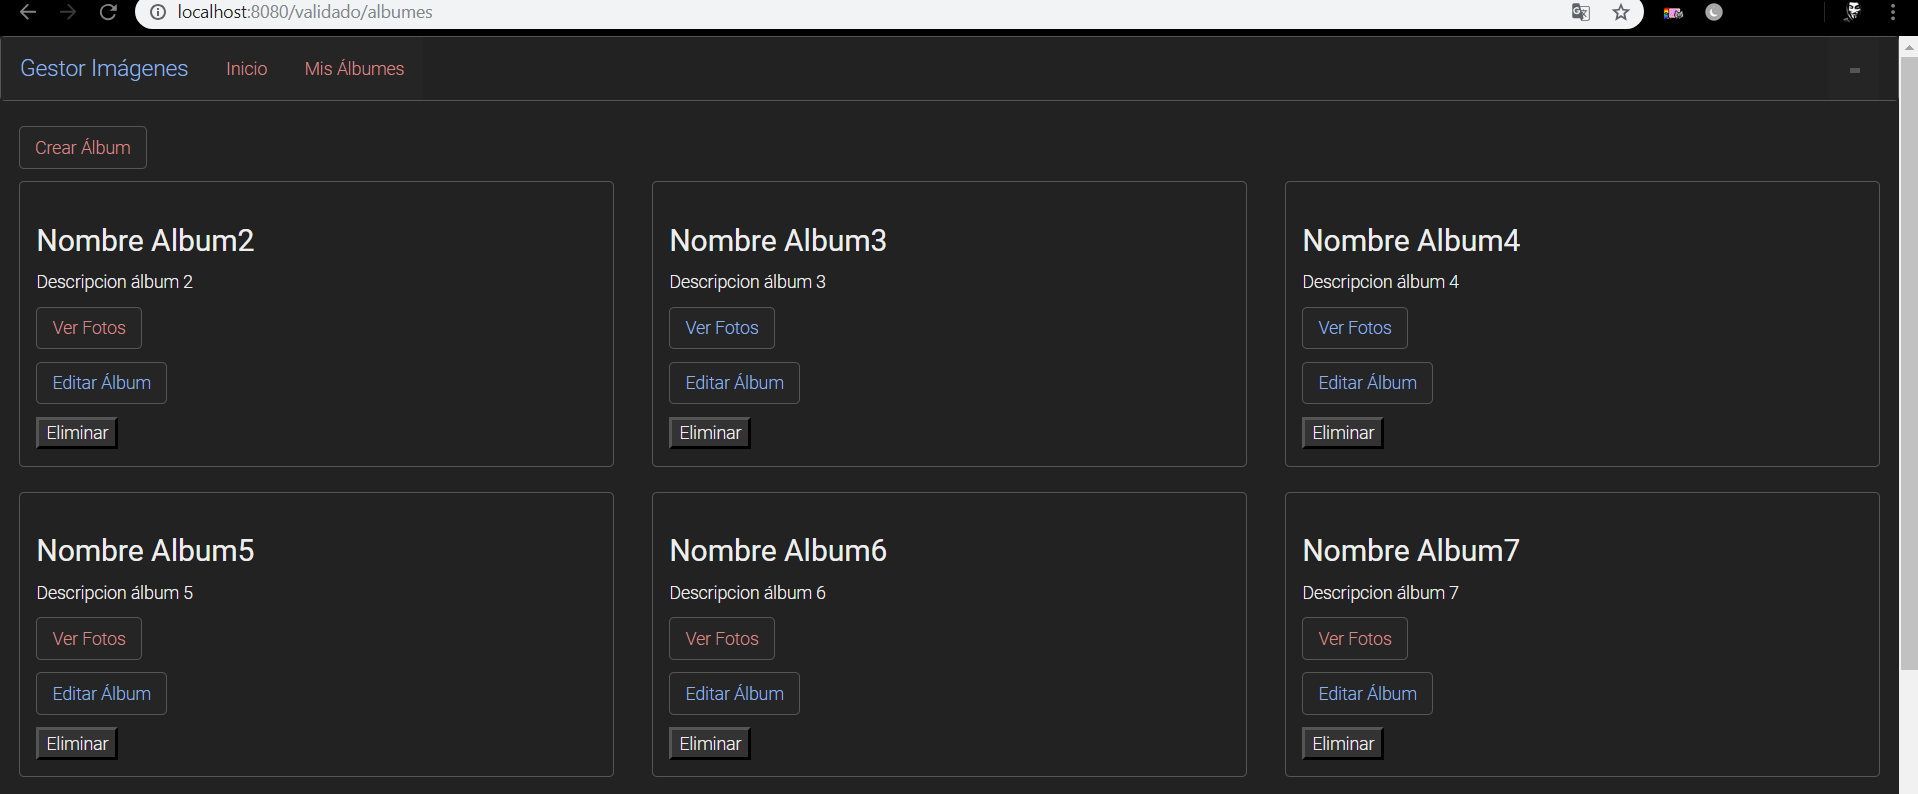 localhost:8080/validado/albumes
Gestor Imágenes Inicio Mis Álbumes
Crear Álbum
Nombre Album2
Descripcion álbum 2
Ver Fotos
Editar Álbum
Eliminar
Nombre Album3
Descripcion álbum 3
Ver Fotos
Editar Álbum
Eliminar
Nombre Album4
Descripcion álbum 4
Ver Fotos
Editar Álbum
Eliminar
Nombre Album5
Descripcion álbum 5
Ver Fotos
Editar Álbum
Eliminar
Nombre Album6
Descripcion álbum 6
Ver Fotos
Editar Álbum
Eliminar
Nombre Album7
Descripcion álbum 7
Ver Fotos
Editar Álbum
Eliminar